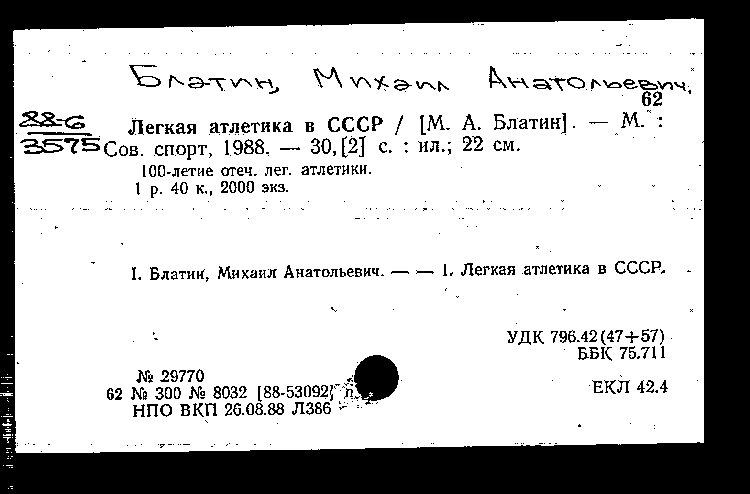 Блатин, Михаил Анатольевич.
62
88-6
3575
Легкая атлетика в СССР / [М. А. Блатин]. — М. :
Сов. спорт, 1988. — 30,[2] с. : ил.; 22 см.
100-летие отеч. лег. атлетики.
1 р. 40 к., 2000 экз.
I. Блатин, Михаил Анатольевич. — — 1. Легкая атлетика в СССР.
УДК 796.42(47+57)
ББК 75.711
№ 29770
62 № 300 № 8032 [88-53092] п.
НПО ВКП 26.08.88 Л386
ЕКЛ 42.4